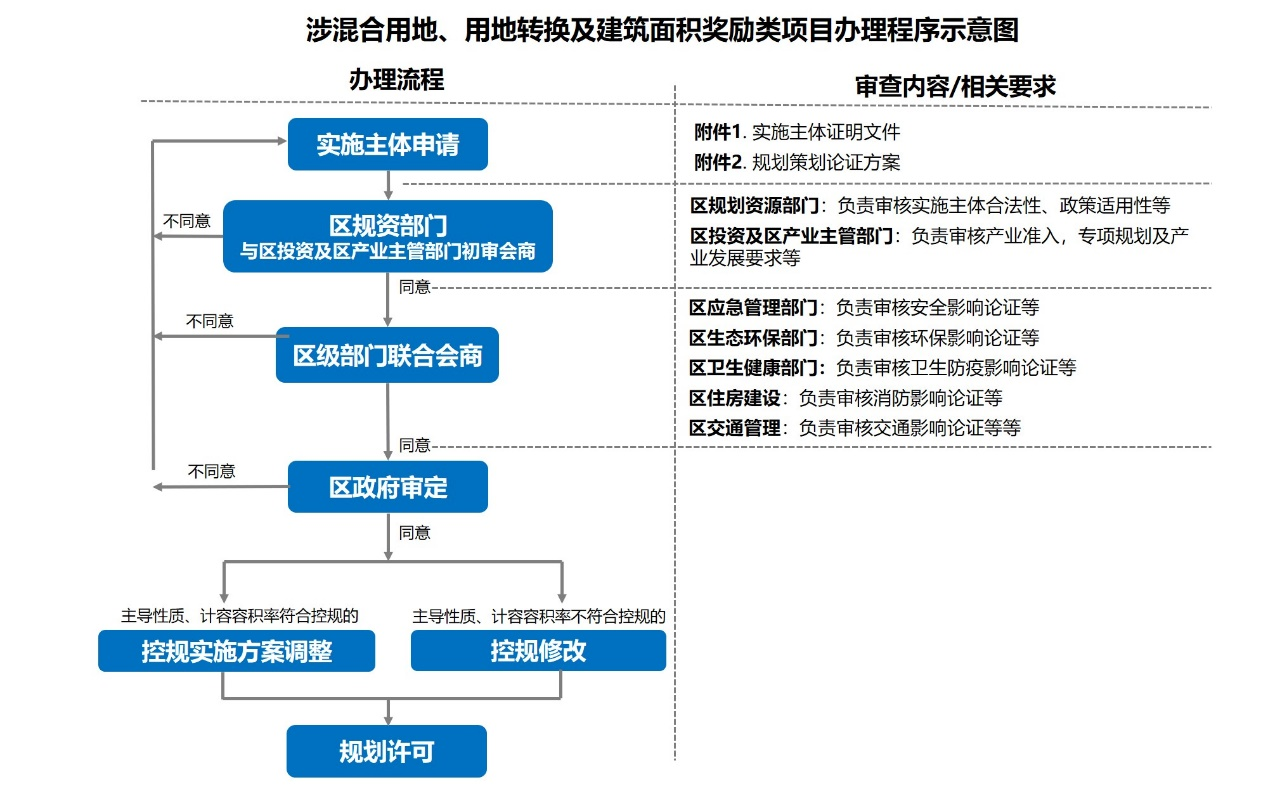 涉混合用地、用地转换及建筑面积奖励类项目办理程序示意图
办理流程
审查内容/相关要求
实施主体申请
附件1. 实施主体证明文件
附件2. 规划策划论证方案
不同意
区规资部门
与区投资及区产业主管部门初审会商
区规划资源部门：负责审核实施主体合法性、政策适用性等
区投资及区产业主管部门：负责审核产业准入，专项规划及产
业发展要求等
同意
不同意
区级部门联合会商
区应急管理部门：负责审核安全影响论证等
区生态环保部门：负责审核环保影响论证等
区卫生健康部门：负责审核卫生防疫影响论证等
区住房建设：负责审核消防影响论证等
区交通管理：负责审核交通影响论证等等
同意
不同意
区政府审定
同意
主导性质、计容容积率符合控规的
主导性质、计容容积率不符合控规的
控规实施方案调整
控规修改
规划许可